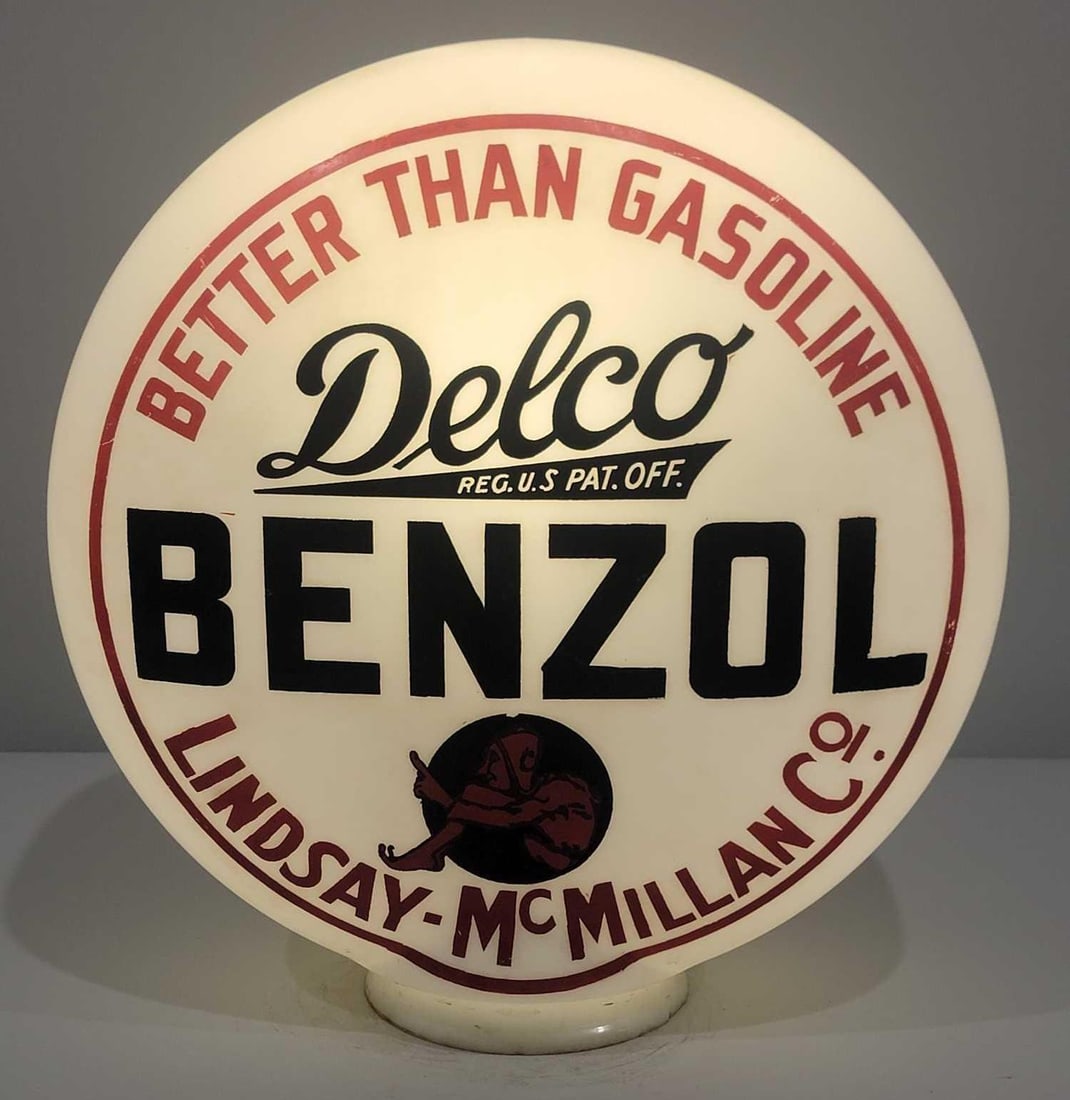 BETTER THAN GASOLINE
Delco
REG. U.S PAT. OFF.
BENZOL
LINDSAY-McMILLAN Co.